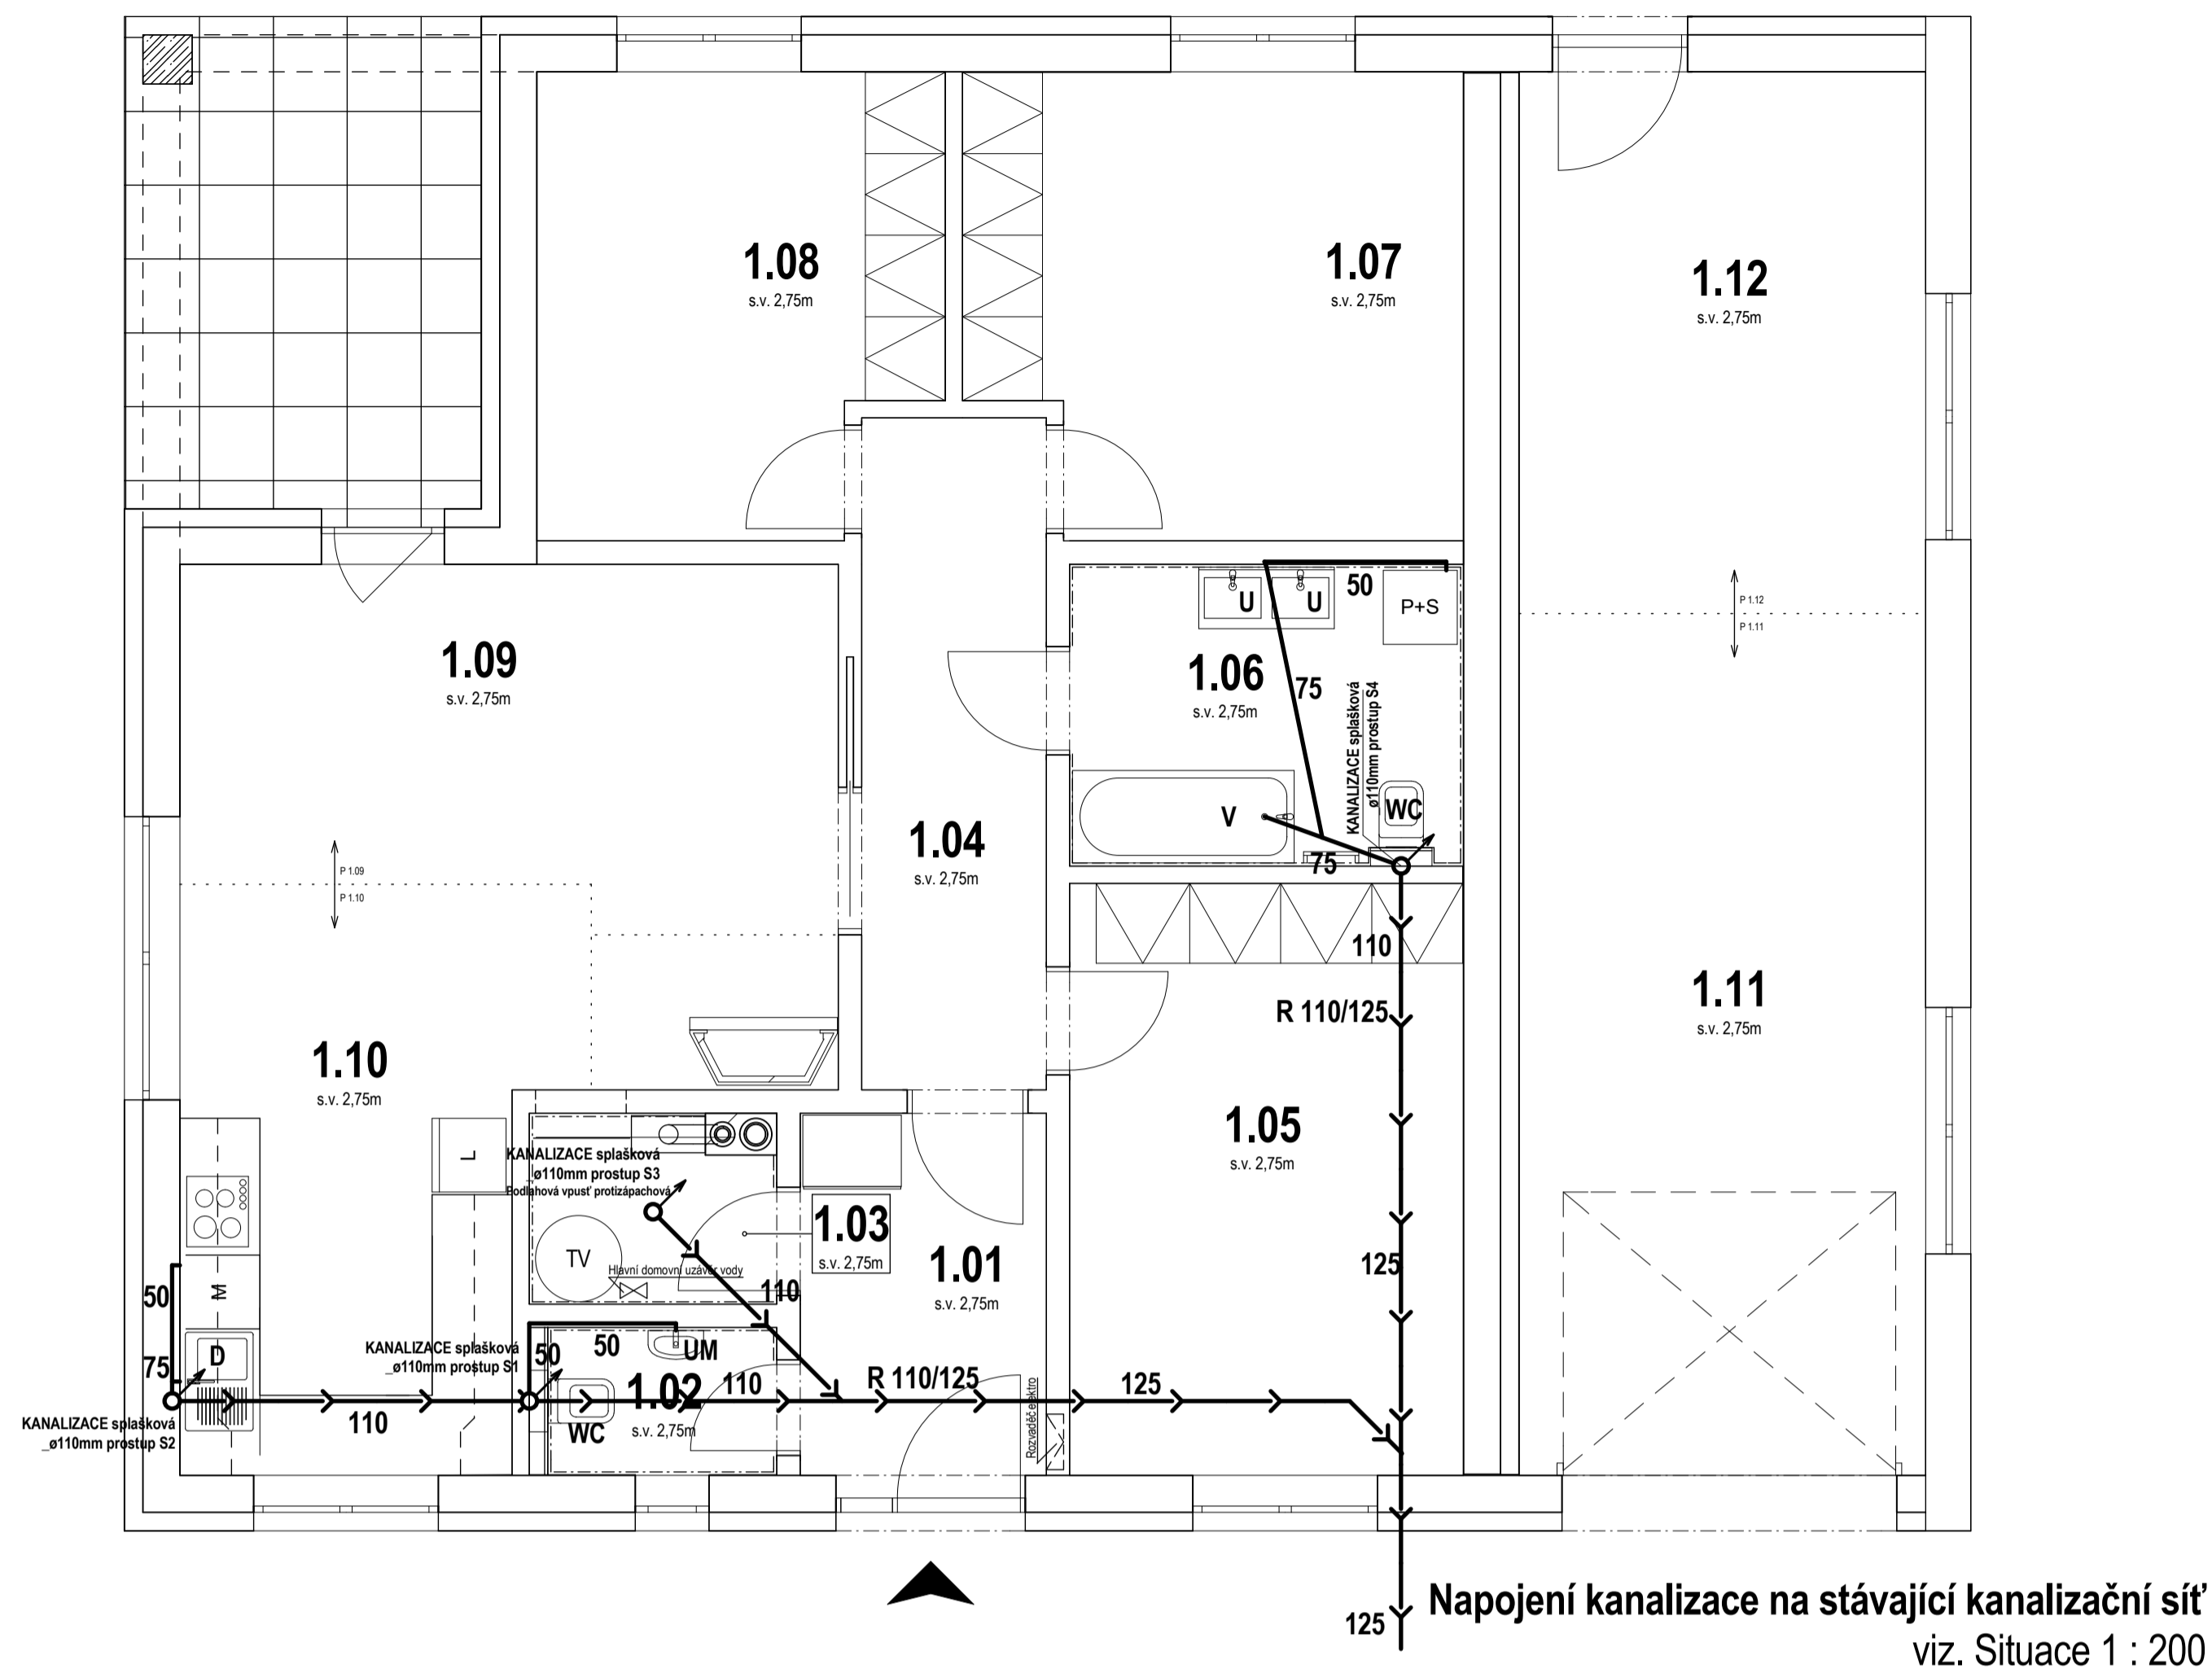 1.08
s.v. 2,75m
1.07
s.v. 2,75m
1.12
s.v. 2,75m
U
U
50
P+S
P 1.12
P 1.11
1.09
s.v. 2,75m
1.06
s.v. 2,75m
75
KANALIZACE splašková
ø110mm prostup S4
WC
V
75
1.04
s.v. 2,75m
P 1.09
P 1.10
110
R 110/125
1.11
s.v. 2,75m
1.10
s.v. 2,75m
1.05
s.v. 2,75m
L
KANALIZACE splašková
_ø110mm prostup S3
Podlahová vpusť protizápachová
1.03
s.v. 2,75m
TV
Hlavní domovní uzávěr vody
110
1.01
s.v. 2,75m
125
50
M
75
D
KANALIZACE splašková
_ø110mm prostup S1
50
50
UM
1.02
s.v. 2,75m
110
R 110/125
125
WC
Rozvaděč elektro
KANALIZACE splašková
_ø110mm prostup S2
110
Napojení kanalizace na stávající kanalizační síť
125
viz. Situace 1 : 200